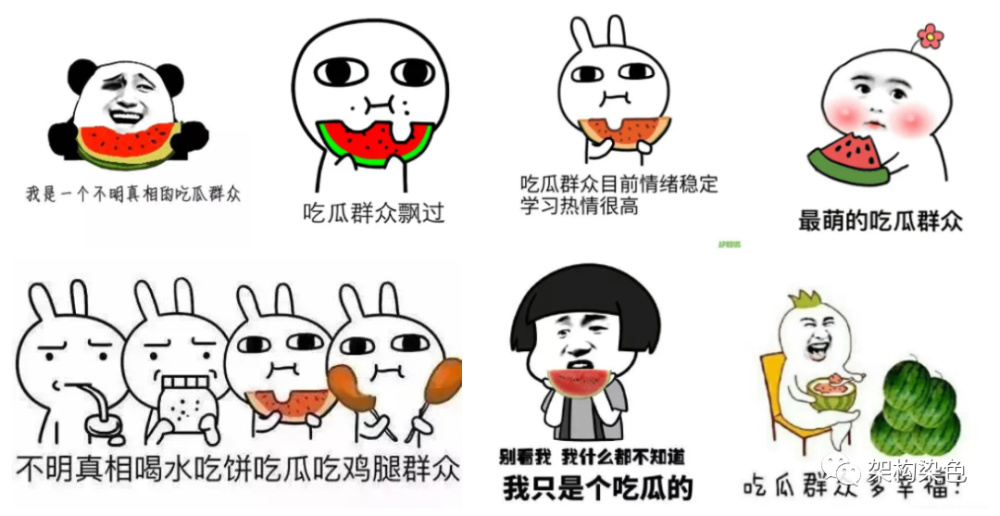 我是一个不明真相的吃瓜群众
吃瓜群众飘过
吃瓜群众目前情绪稳定
学习热情很高
最萌的吃瓜群众
不明真相喝水吃饼吃瓜吃鸡腿群众
别看我 我什么都不知道
我只是个吃瓜的
吃瓜群众多幸福!
架构染色